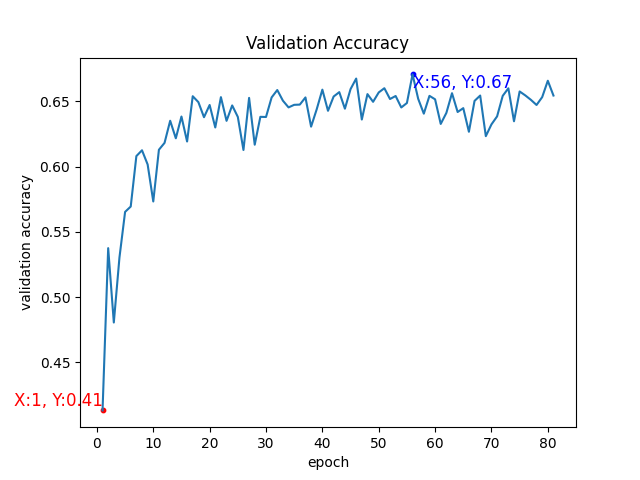 Validation Accuracy
X:56, Y:0.67
0.65
0.60
0.55
0.50
0.45
validation accuracy
X:1, Y:0.41
0 10 20 30 40 50 60 70 80
epoch